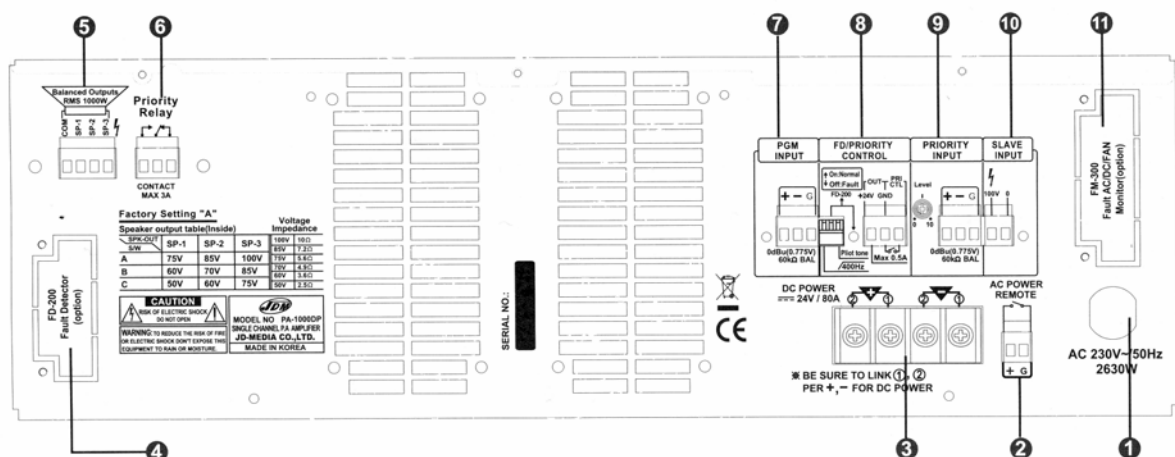 5
6
7
8
9
10
11
Balanced Outputs
RMS 1000W
COM
SP-1
SP-2
SP-3
Priority
Relay
CONTACT
MAX 3A
Factory Setting "A"
Speaker output table(Inside)
SPK-OUT
S/W
SP-1 SP-2 SP-3
A 75V 85V 100V
B 60V 70V 85V
C 50V 60V 75V
Voltage
Impedance
100V 10Ω
85V 7.2Ω
75V 5.6Ω
70V 4.9Ω
60V 3.6Ω
50V 2.5Ω
FD-200
Fault Detector
(option)
CAUTION
RISK OF ELECTRIC SHOCK
DO NOT OPEN
WARNING: TO REDUCE THE RISK OF FIRE
OR ELECTRIC SHOCK DON'T EXPOSE THIS
EQUIPMENT TO RAIN OR MOISTURE.
JDM
MODEL NO PA-1000DP
SINGLE CHANNEL P.A AMPLIFIER
JD-MEDIA CO.,LTD.
MADE IN KOREA
SERIAL NO.:
CE
PGM
INPUT
+ - G
0dBu(0.775V)
60kΩ BAL
FD/PRIORITY
CONTROL
↑ On:Normal
↓ Off:Fault
FD-200
OUT
PRI
CTL
+24V GND
Pilot tone
/400Hz
Max 0.5A
PRIORITY
INPUT
Level
0 10
+ - G
0dBu(0.775V)
60kΩ BAL
SLAVE
INPUT
100V 0
FM-300
Fault AC/DC/FAN
Monitor(option)
DC POWER
24V / 80A
② + ①
② - ①
※ BE SURE TO LINK ①, ②
PER +,- FOR DC POWER
AC POWER
REMOTE
+ G
AC 230V~/50Hz
2630W
4
3
2
1